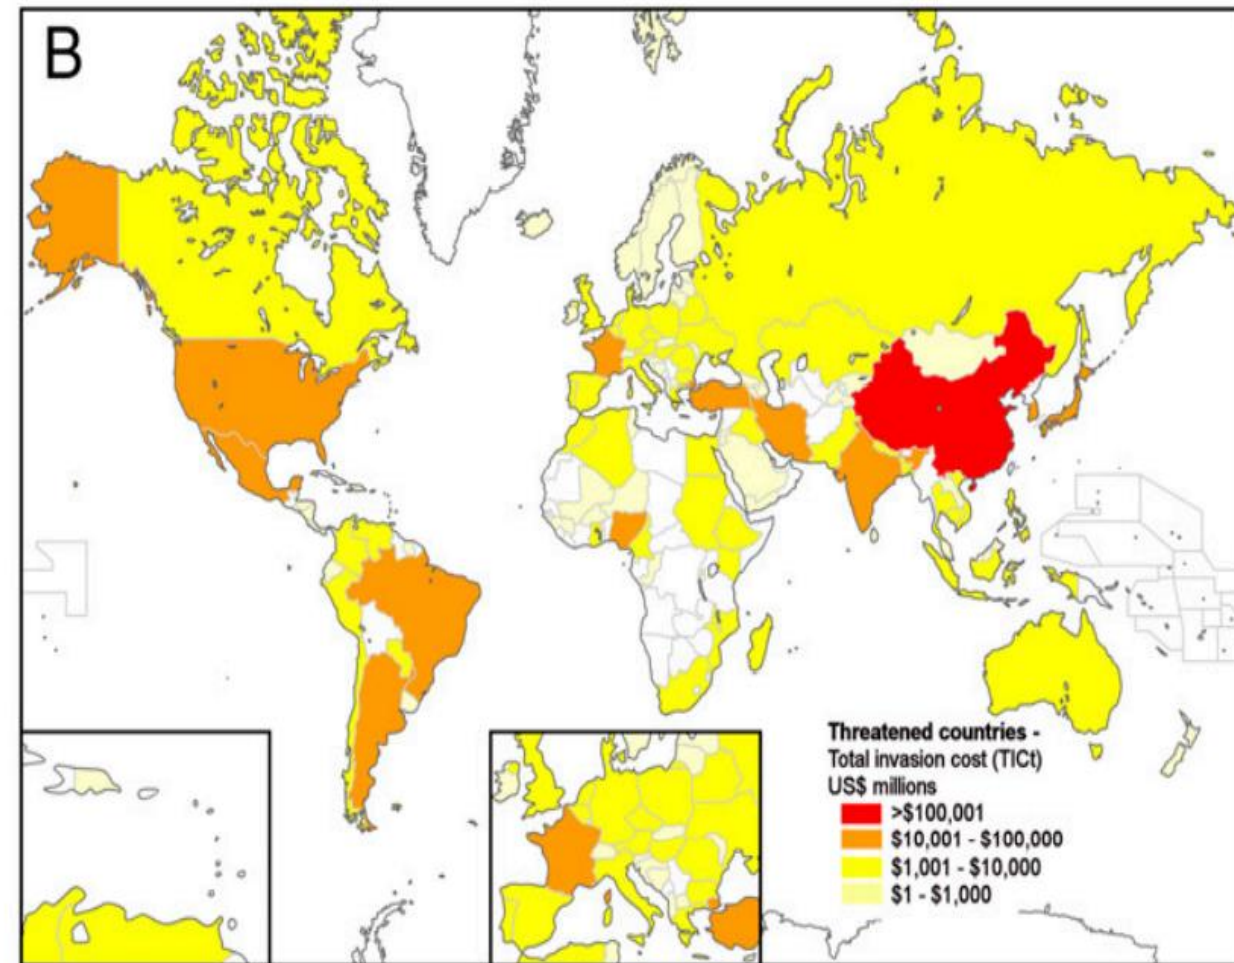 B
Threatened countries -
Total invasion cost (TICt)
US$ millions
>$100,001
$10,001 - $100,000
$1,001 - $10,000
$1 - $1,000